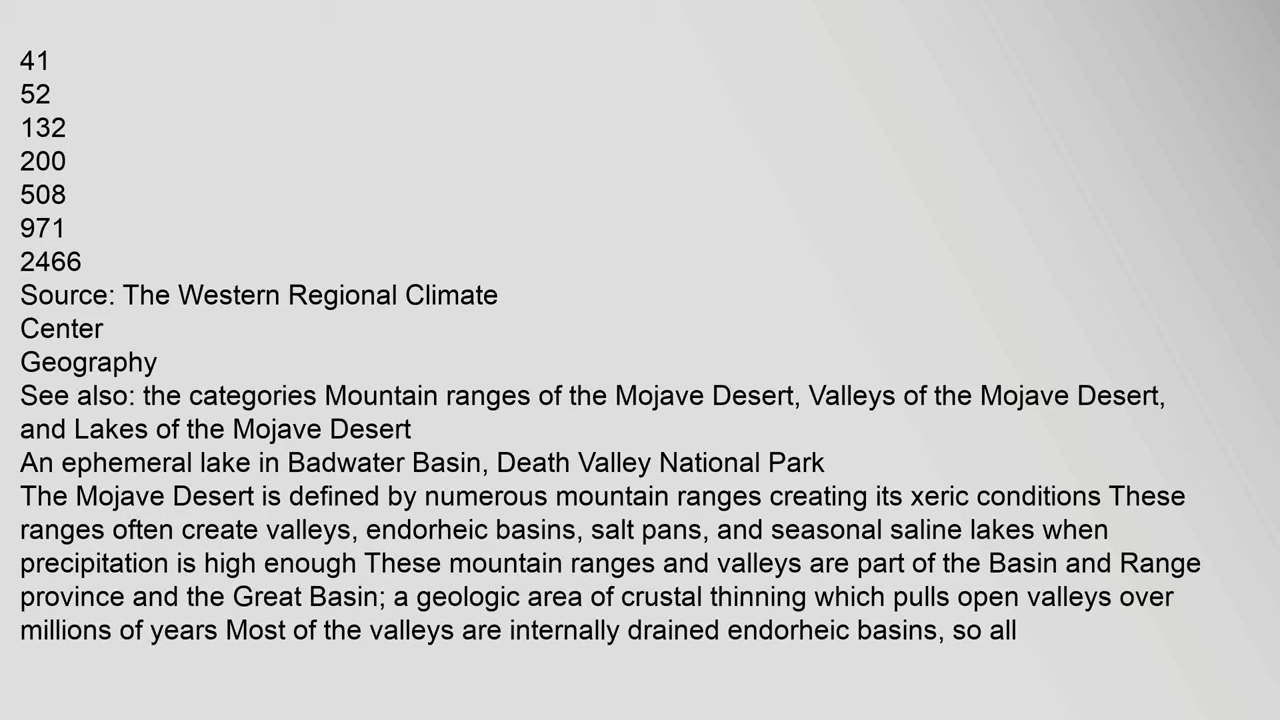 41
52
132
200
508
971
2466
Source: The Western Regional Climate
Center
Geography
See also: the categories Mountain ranges of the Mojave Desert, Valleys of the Mojave Desert,
and Lakes of the Mojave Desert
An ephemeral lake in Badwater Basin, Death Valley National Park
The Mojave Desert is defined by numerous mountain ranges creating its xeric conditions These
ranges often create valleys, endorheic basins, salt pans, and seasonal saline lakes when
precipitation is high enough These mountain ranges and valleys are part of the Basin and Range
province and the Great Basin; a geologic area of crustal thinning which pulls open valleys over
millions of years Most of the valleys are internally drained endorheic basins, so all